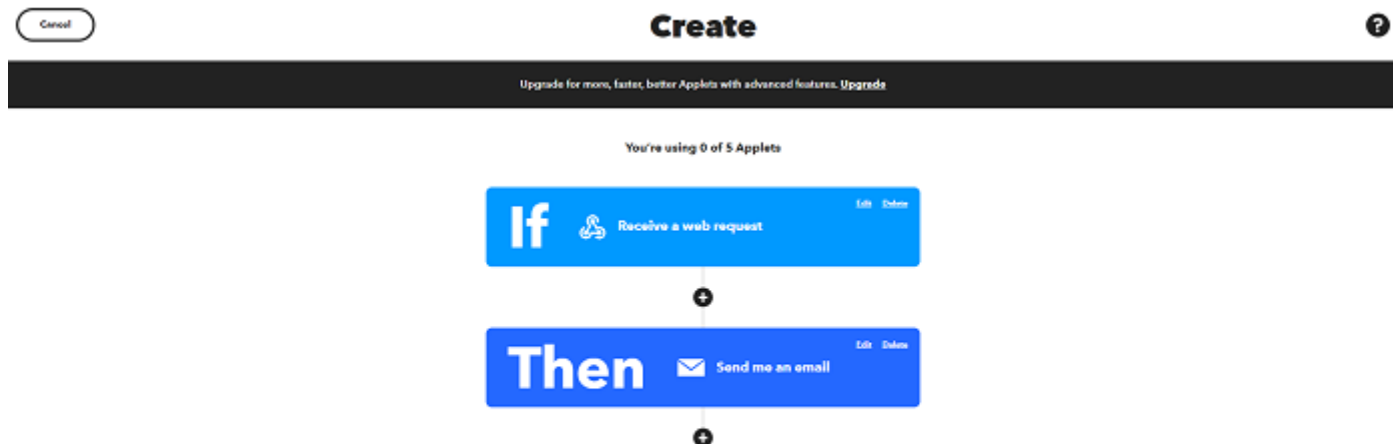 Cancel
Create
?
Upgrade for more, faster, better Applets with advanced features. Upgrade
You're using 0 of 5 Applets
If Receive a web request Edit Delete
Then Send me an email Edit Delete